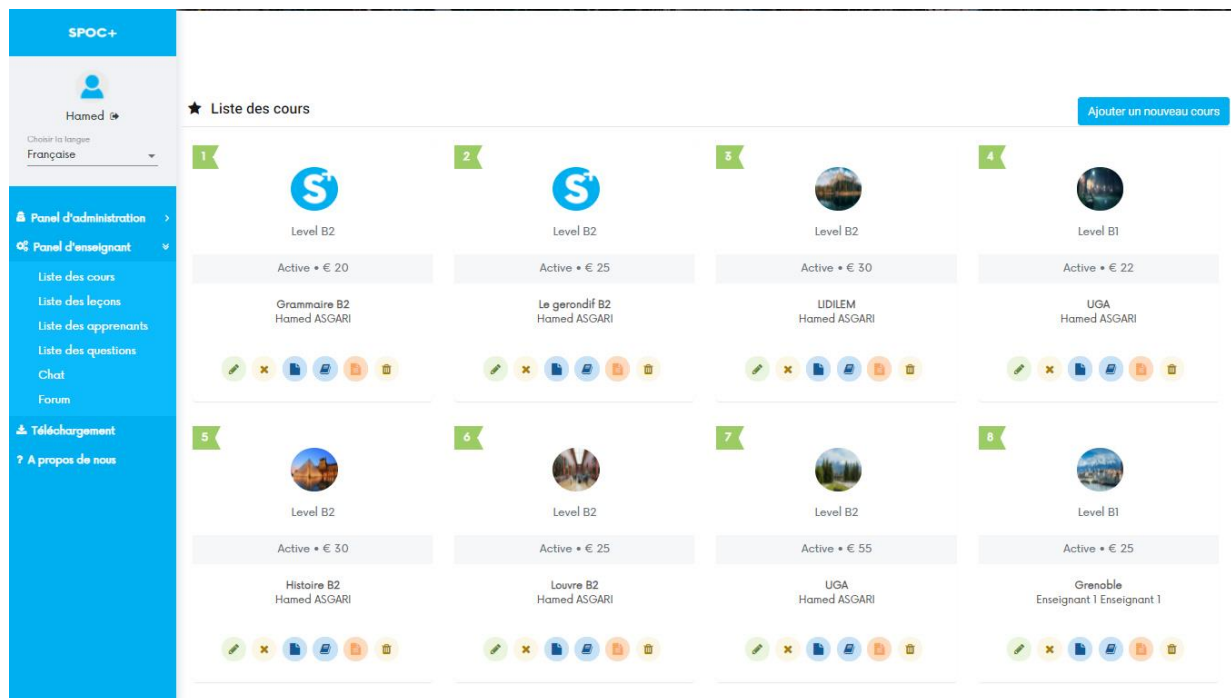 SPOC+
Hamed
Choisir la langue
Française
Panel d'administration
Panel d'enseignant
Liste des cours
Liste des leçons
Liste des apprenants
Liste des questions
Chat
Forum
Téléchargement
? A propos de nous
Liste des cours
Ajouter un nouveau cours
1
S+
Level B2
Active • € 20
Grammaire B2
Hamed ASGARI
2
S+
Level B2
Active • € 25
Le gerondif B2
Hamed ASGARI
3
Level B2
Active • € 30
LIDILEM
Hamed ASGARI
4
Level B1
Active • € 22
UGA
Hamed ASGARI
5
Level B2
Active • € 30
Histoire B2
Hamed ASGARI
6
Level B2
Active • € 25
Louvre B2
Hamed ASGARI
7
Level B2
Active • € 55
UGA
Hamed ASGARI
8
Level B1
Active • € 25
Grenoble
Enseignant 1 Enseignant 1